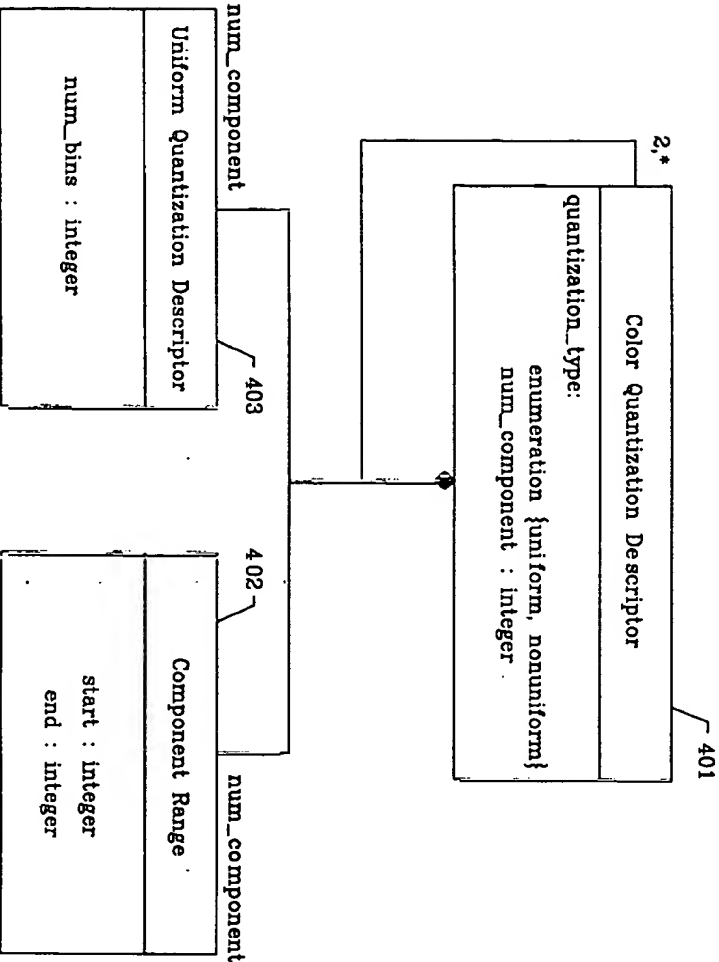 401
2,*
Color Quantization Descriptor
quantization_type:
enumeration {uniform, nonuniform}
num_component : integer
num_component
403
402
num_component
Uniform Quantization Descriptor
num_bins : integer
Component Range
start : integer
end : integer